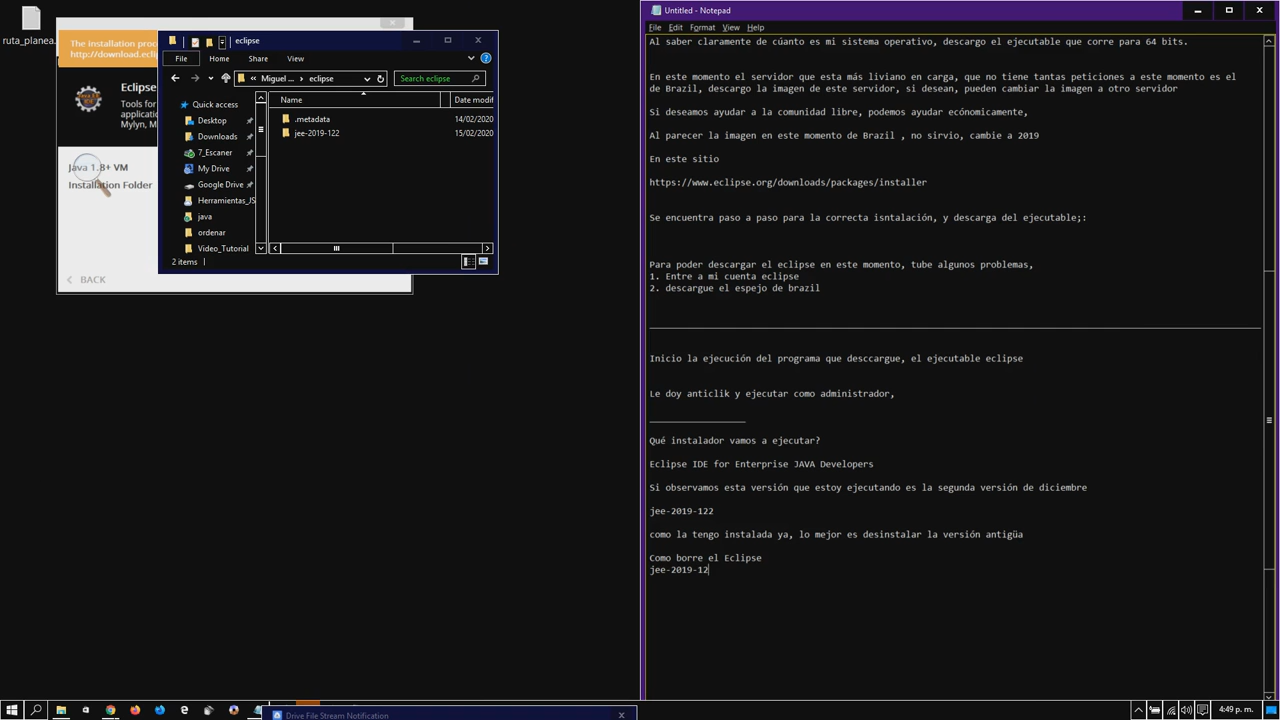 ruta_planea.
The installation proc
http://download.ecli
Eclipse
Tools for
applicatio
Mylyn, M
Java 1.8+ VM
Installation Folder
BACK
eclipse
File
Home
Share
View
« Miguel ... > eclipse
Search eclipse
Name
Date modif
Quick access
Desktop
Downloads
7_Escaner
My Drive
Google Drive
Herramientas_JS
java
ordenar
Video_Tutorial
.metadata 14/02/2020
jee-2019-122 15/02/2020
2 items
Untitled - Notepad
File Edit Format View Help
Al saber claramente de cúanto es mi sistema operativo, descargo el ejecutable que corre para 64 bits.
En este momento el servidor que esta más liviano en carga, que no tiene tantas peticiones a este momento es el
de Brazil, descargo la imagen de este servidor, si desean, pueden cambiar la imagen a otro servidor
Si deseamos ayudar a la comunidad libre, podemos ayudar ecónomicamente,
Al parecer la imagen en este momento de Brazil , no sirvio, cambie a 2019
En este sitio
https://www.eclipse.org/downloads/packages/installer
Se encuentra paso a paso para la correcta isntalación, y descarga del ejecutable;:
Para poder descargar el eclipse en este momento, tube algunos problemas,
1. Entre a mi cuenta eclipse
2. descargue el espejo de brazil
Inicio la ejecución del programa que desccargue, el ejecutable eclipse
Le doy anticlik y ejecutar como administrador,
Qué instalador vamos a ejecutar?
Eclipse IDE for Enterprise JAVA Developers
Si observamos esta versión que estoy ejecutando es la segunda versión de diciembre
jee-2019-122
como la tengo instalada ya, lo mejor es desinstalar la versión antigüa
Como borre el Eclipse
jee-2019-12
Drive File Stream Notification
4:49 p. m.